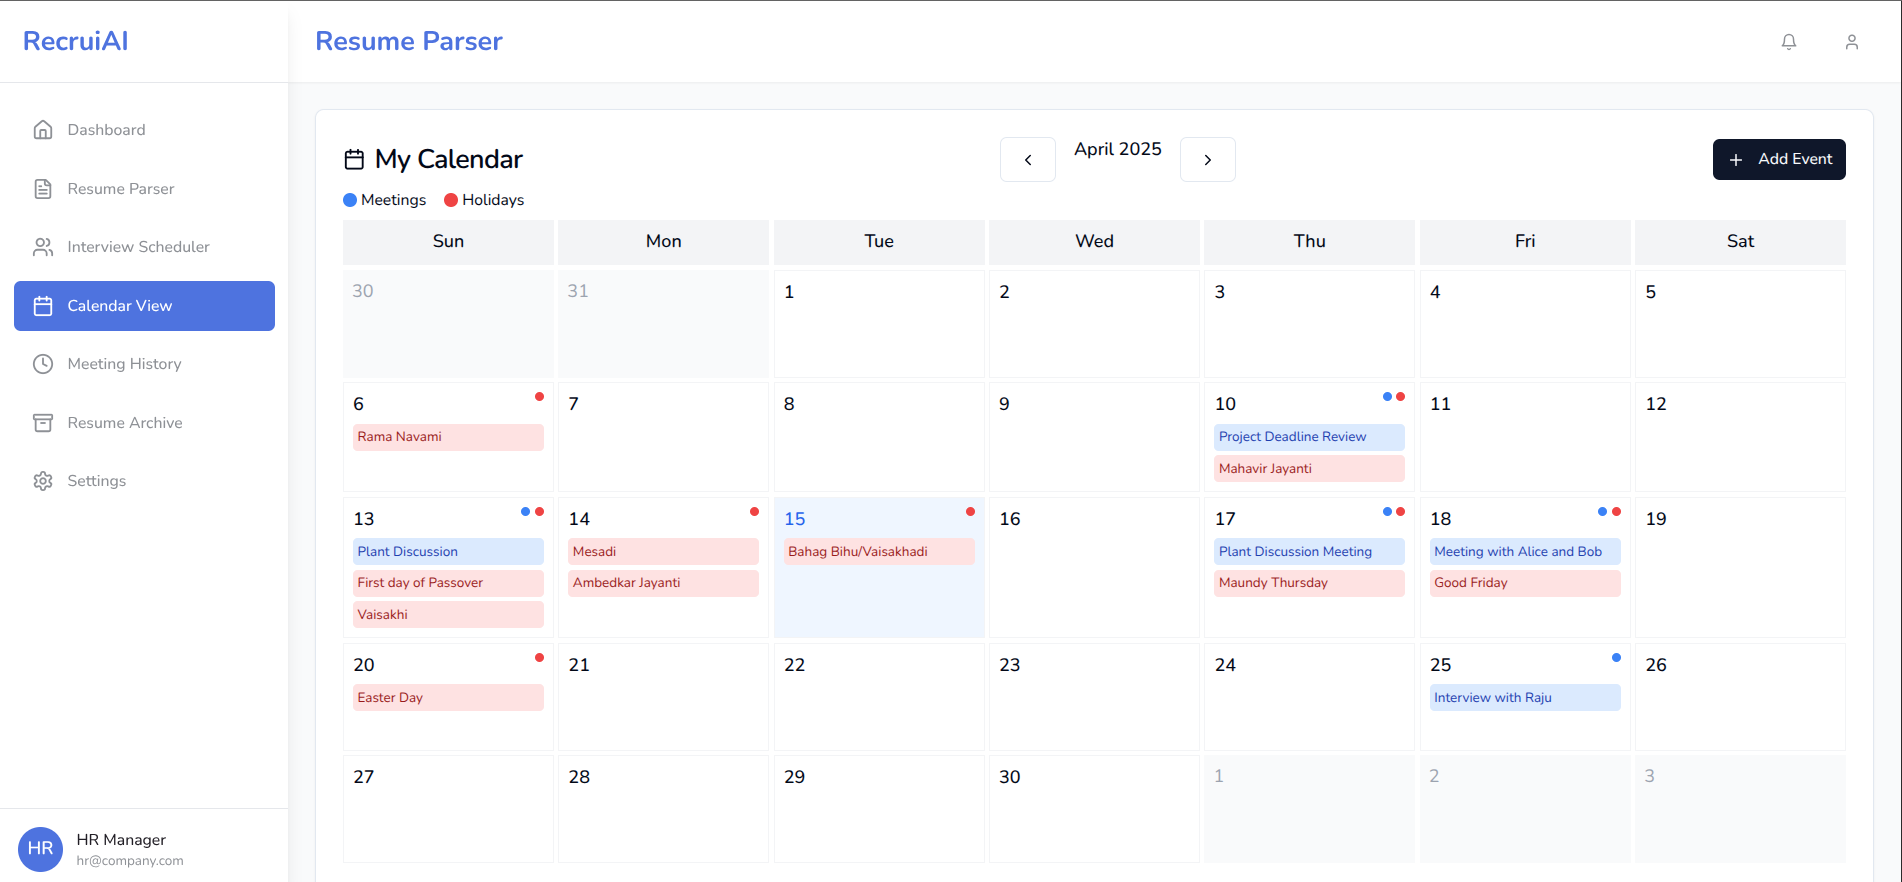 RecruiAI
Resume Parser
Dashboard
Resume Parser
Interview Scheduler
Calendar View
Meeting History
Resume Archive
Settings
HR
HR Manager
hr@company.com
My Calendar
April 2025
Add Event
Meetings Holidays
Sun Mon Tue Wed Thu Fri Sat
30 31 1 2 3 4 5
6 7 8 9 10 11 12
Rama Navami
Project Deadline Review
Mahavir Jayanti
13 14 15 16 17 18 19
Plant Discussion Mesadi Bahag Bihu/Vaisakhadi Plant Discussion Meeting Meeting with Alice and Bob
First day of Passover Ambedkar Jayanti Maundy Thursday Good Friday
Vaisakhi
20 21 22 23 24 25 26
Easter Day Interview with Raju
27 28 29 30 1 2 3